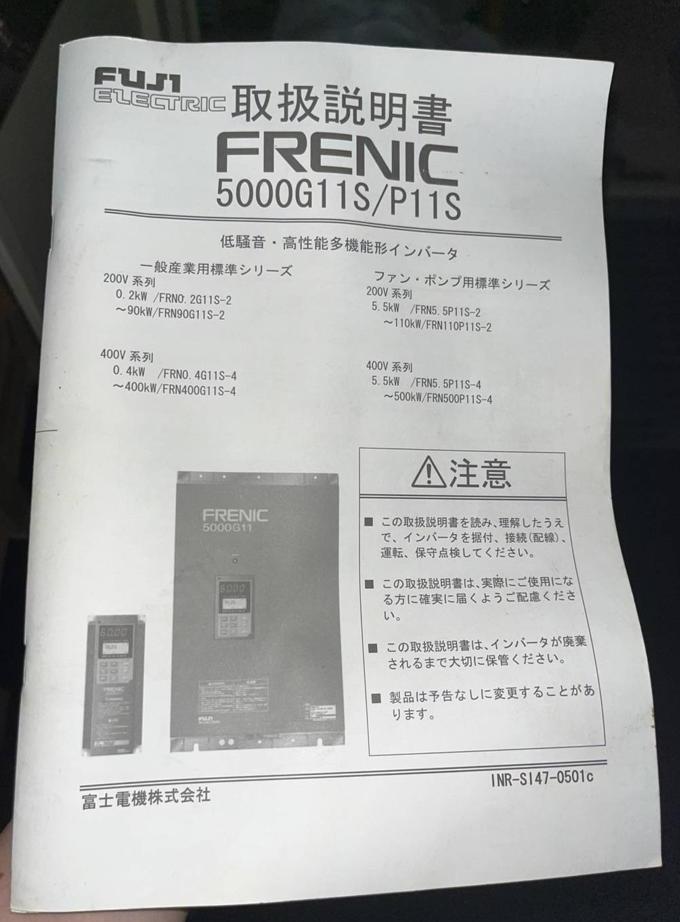 FUJI
ELECTRIC
取扱説明書
FRENIC
5000G11S/P11S
低騒音・高性能多機能形インバータ
一般産業用標準シリーズ
200V 系列
0.2kW /FRN0.2G11S-2
～90kW/FRN90G11S-2
400V 系列
0.4kW /FRN0.4G11S-4
～400kW/FRN400G11S-4
ファン・ポンプ用標準シリーズ
200V 系列
5.5kW /FRN5.5P11S-2
～110kW/FRN110P11S-2
400V 系列
5.5kW /FRN5.5P11S-4
～500kW/FRN500P11S-4
注意
■ この取扱説明書を読み、理解したうえ
で、インバータを据付、接続(配線)、
運転、保守点検してください。
■ この取扱説明書は、実際にご使用にな
る方に確実に届くようご配慮くださ
い。
■ この取扱説明書は、インバータが廃棄
されるまで大切に保管ください。
■ 製品は予告なしに変更することがあ
ります。
FRENIC
5000G11
60.00
FUJI
60.00
FRENIC
富士電機株式会社
INR-SI47-0501c